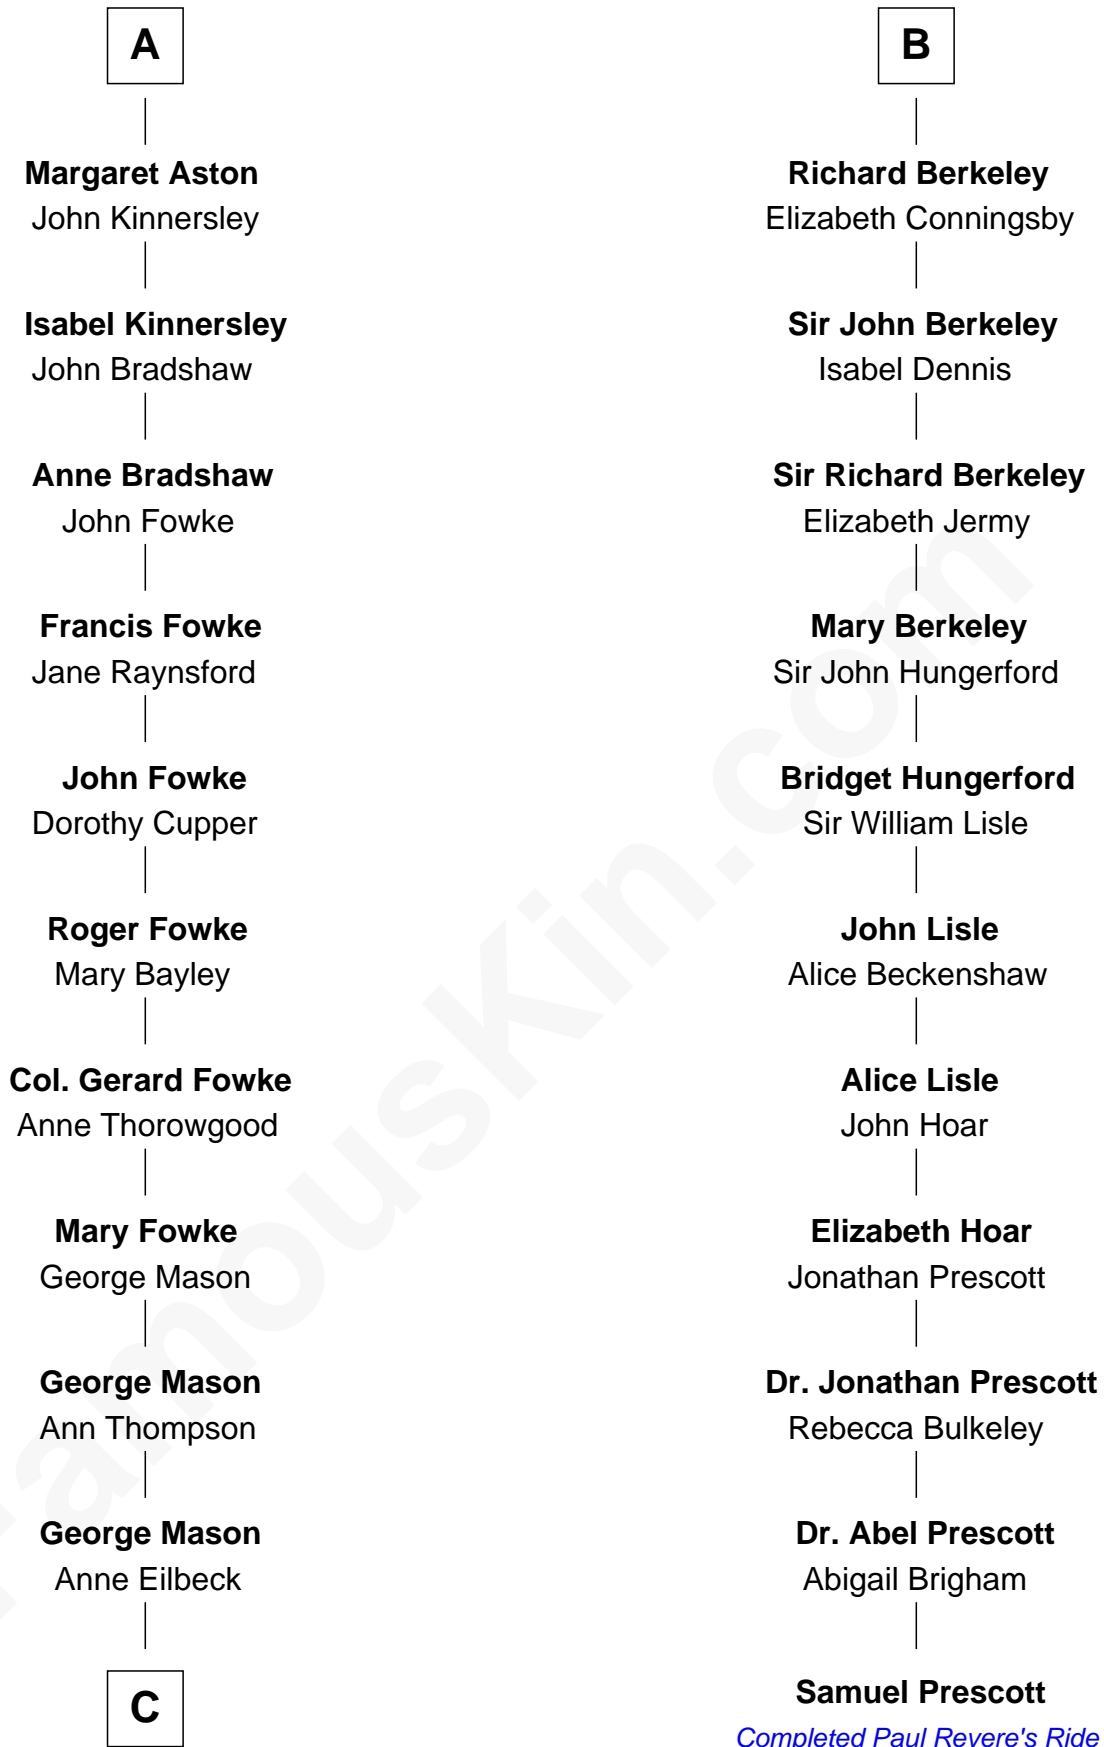 A
Margaret Aston
John Kinnersley
Isabel Kinnersley
John Bradshaw
Anne Bradshaw
John Fowke
Francis Fowke
Jane Raynsford
John Fowke
Dorothy Cupper
Roger Fowke
Mary Bayley
Col. Gerard Fowke
Anne Thorowgood
Mary Fowke
George Mason
George Mason
Ann Thompson
George Mason
Anne Eilbeck
C
B
Richard Berkeley
Elizabeth Conningsby
Sir John Berkeley
Isabel Dennis
Sir Richard Berkeley
Elizabeth Jermy
Mary Berkeley
Sir John Hungerford
Bridget Hungerford
Sir William Lisle
John Lisle
Alice Beckenshaw
Alice Lisle
John Hoar
Elizabeth Hoar
Jonathan Prescott
Dr. Jonathan Prescott
Rebecca Bulkeley
Dr. Abel Prescott
Abigail Brigham
Samuel Prescott
Completed Paul Revere's Ride
FamousKin.com